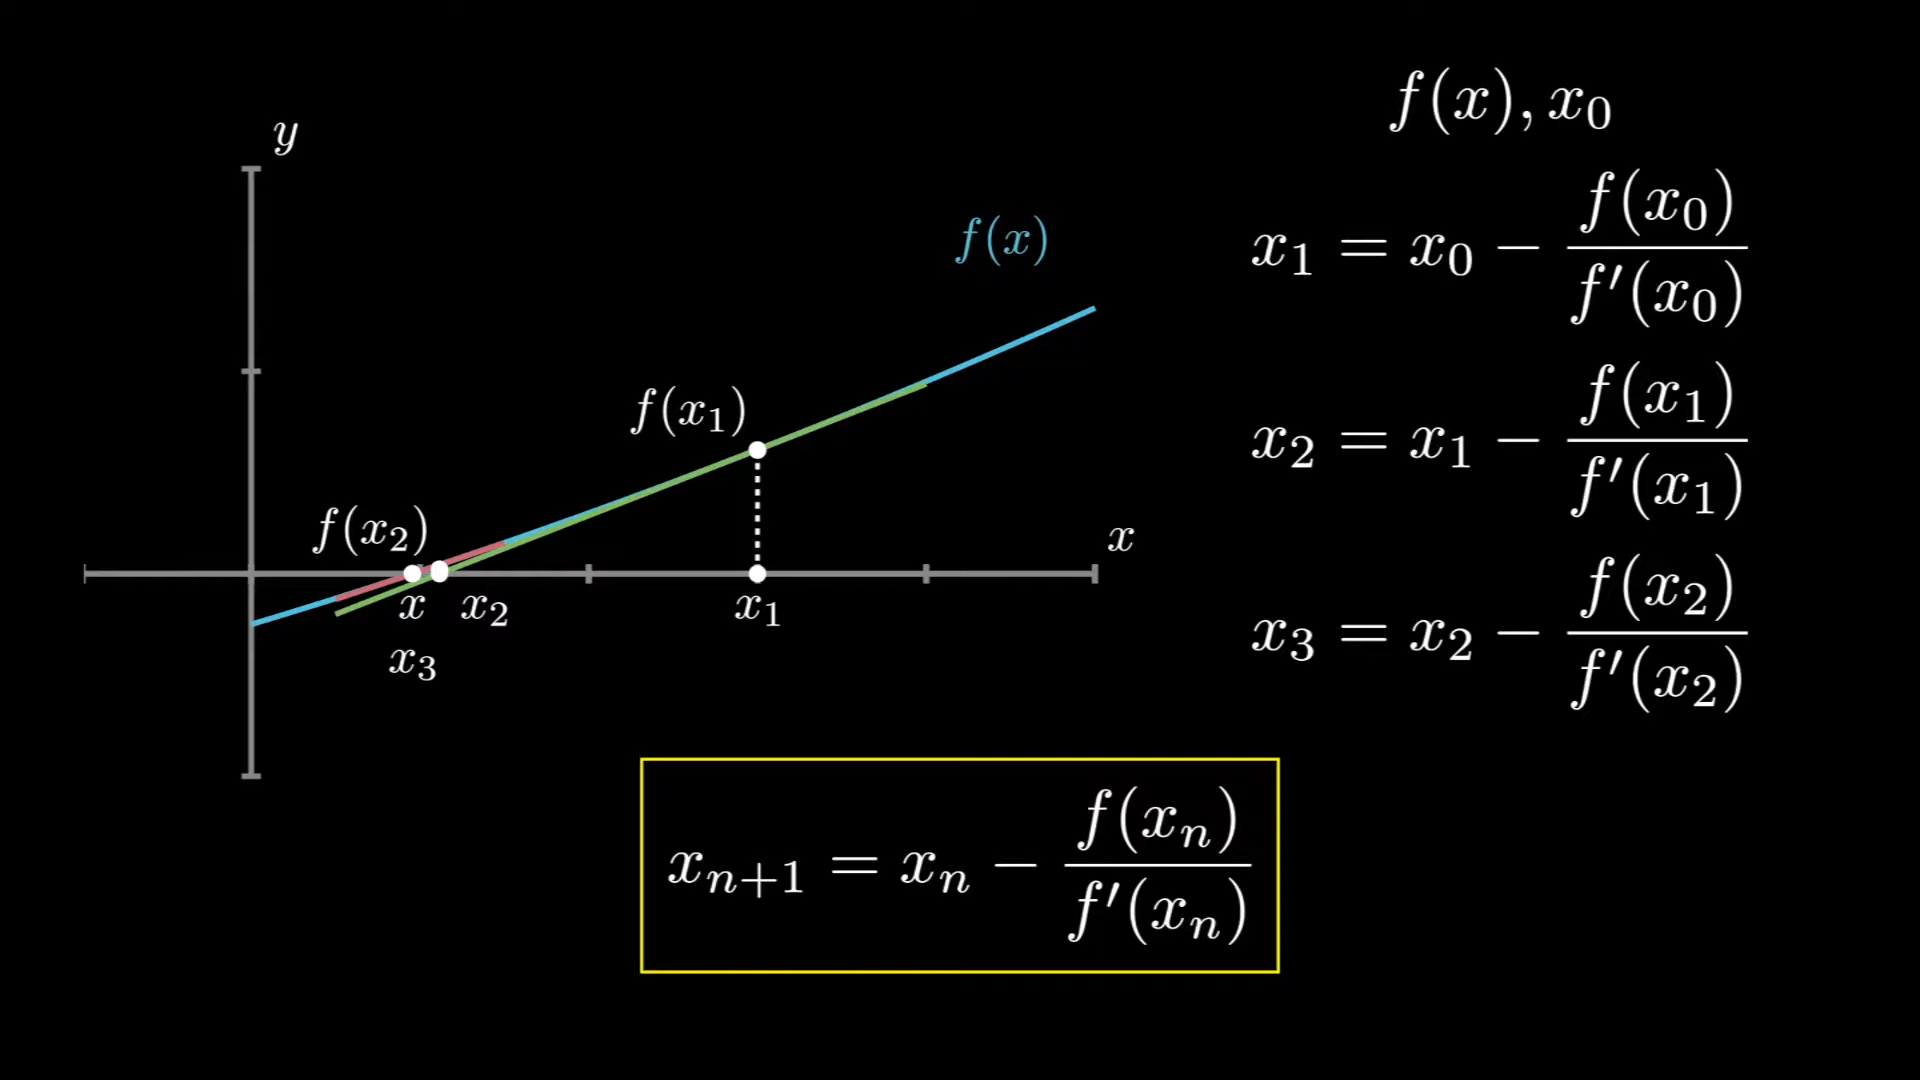 y
f(x)
f(x₁)
f(x₂)
x
x x₂ x₁
x₃
f(x), x₀
x₁ = x₀ − f(x₀) / f′(x₀)
x₂ = x₁ − f(x₁) / f′(x₁)
x₃ = x₂ − f(x₂) / f′(x₂)
xₙ₊₁ = xₙ − f(xₙ) / f′(xₙ)